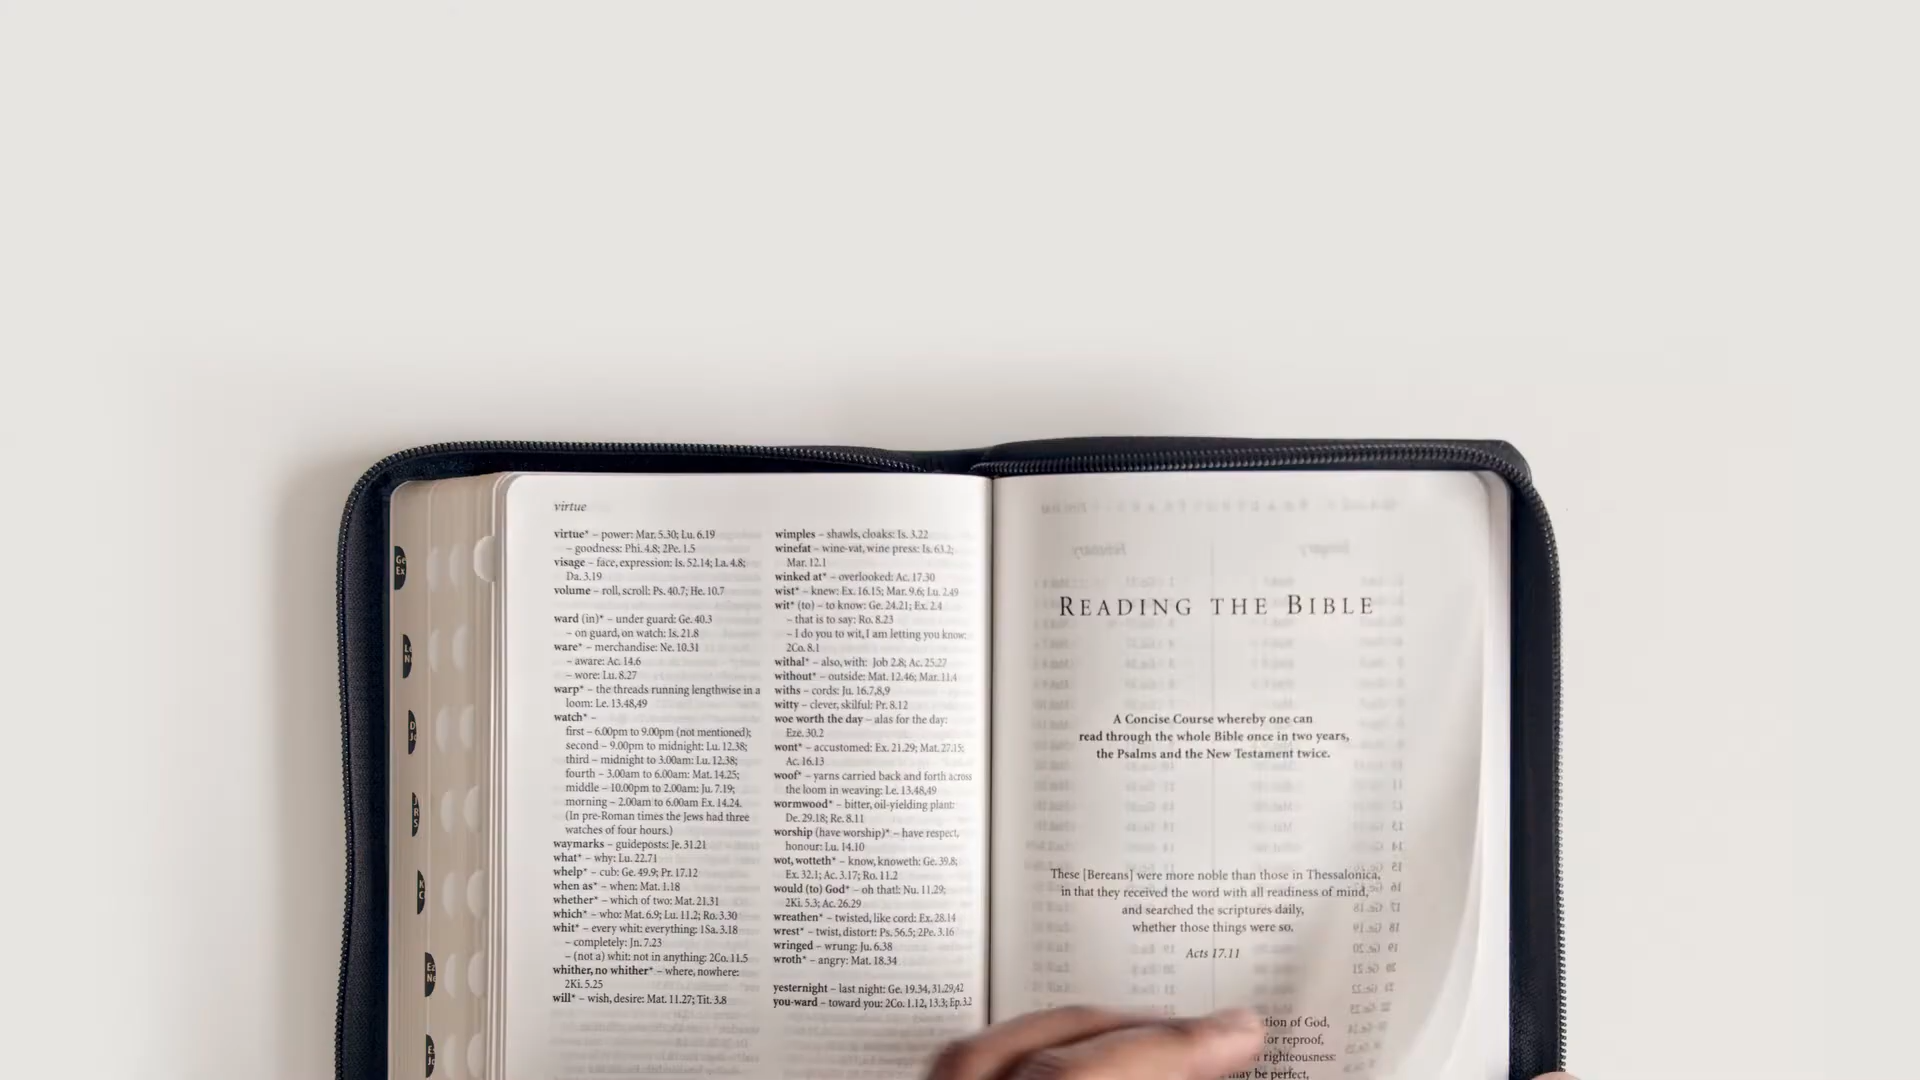 virtue
virtue* – power: Mar. 5.30; Lu. 6.19
– goodness: Phi. 4.8; 2Pe. 1.5
visage – face, expression: Is. 52.14; La. 4.8;
Da. 3.19
volume – roll, scroll: Ps. 40.7; He. 10.7
ward (in)* – under guard: Ge. 40.3
– on guard, on watch: Is. 21.8
ware* – merchandise: Ne. 10.31
– aware: Ac. 14.6
– wore: Lu. 8.27
warp* – the threads running lengthwise in a
loom: Le. 13.48,49
watch* –
first – 6.00pm to 9.00pm (not mentioned);
second – 9.00pm to midnight: Lu. 12.38;
third – midnight to 3.00am: Lu. 12.38;
fourth – 3.00am to 6.00am: Mat. 14.25;
middle – 10.00pm to 2.00am: Ju. 7.19;
morning – 2.00am to 6.00am Ex. 14.24.
(In pre-Roman times the Jews had three
watches of four hours.)
waymarks – guideposts: Je. 31.21
what* – why: Lu. 22.71
whelp* – cub: Ge. 49.9; Pr. 17.12
when as* – when: Mat. 1.18
whether* – which of two: Mat. 21.31
which* – who: Mat. 6.9; Lu. 11.2; Ro. 3.30
whit* – every whit: everything: 1Sa. 3.18
– completely: Jn. 7.23
– (not a) whit: not in anything: 2Co. 11.5
whither, no whither* – where, nowhere:
2Ki. 5.25
will* – wish, desire: Mat. 11.27; Tit. 3.8
wimples – shawls, cloaks: Is. 3.22
winefat – wine-vat, wine press: Is. 63.2;
Mar. 12.1
winked at* – overlooked: Ac. 17.30
wist* – knew: Ex. 16.15; Mar. 9.6; Lu. 2.49
wit* (to) – to know: Ge. 24.21; Ex. 2.4
– that is to say: Ro. 8.23
– I do you to wit, I am letting you know:
2Co. 8.1
withal* – also, with: Job 2.8; Ac. 25.27
without* – outside: Mat. 12.46; Mar. 11.4
withs – cords: Ju. 16.7,8,9
witty – clever, skilful: Pr. 8.12
woe worth the day – alas for the day:
Eze. 30.2
wont* – accustomed: Ex. 21.29; Mat. 27.15;
Ac. 16.13
woof* – yarns carried back and forth across
the loom in weaving: Le. 13.48,49
wormwood* – bitter, oil-yielding plant:
De. 29.18; Re. 8.11
worship (have worship)* – have respect,
honour: Lu. 14.10
wot, wotteth* – know, knoweth: Ge. 39.8;
Ex. 32.1; Ac. 3.17; Ro. 11.2
would (to) God* – oh that!: Nu. 11.29;
2Ki. 5.3; Ac. 26.29
wreathen* – twisted, like cord: Ex. 28.14
wrest* – twist, distort: Ps. 56.5; 2Pe. 3.16
wringed – wrung: Ju. 6.38
wroth* – angry: Mat. 18.34
yesternight – last night: Ge. 19.34, 31.29,42
you-ward – toward you: 2Co. 1.12, 13.3; Ep. 3.2
READING THE BIBLE
A Concise Course whereby one can
read through the whole Bible once in two years,
the Psalms and the New Testament twice.
These [Bereans] were more noble than those in Thessalonica,
in that they received the word with all readiness of mind,
and searched the scriptures daily,
whether those things were so.
Acts 17.11
of God,
for reproof,
righteousness:
may be perfect,
Ge
Ex